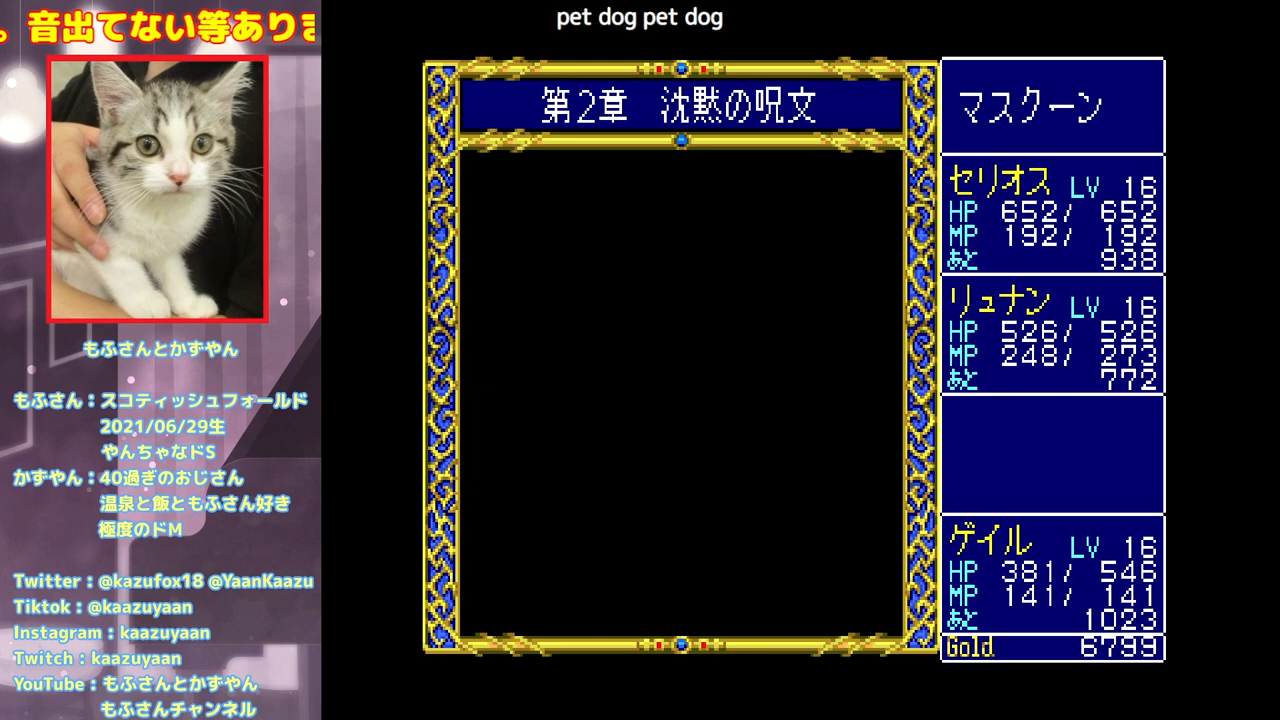 。音出てない等ありま
もふさんとかずやん
もふさん：スコティッシュフォールド
2021/06/29生
やんちゃなドS
かずやん：40過ぎのおじさん
温泉と飯ともふさん好き
極度のドM
Twitter：@kazufox18 @YaanKaazu
Tiktok：@kaazuyaan
Instagram：kaazuyaan
Twitch：kaazuyaan
YouTube：もふさんとかずやん
もふさんチャンネル
pet dog pet dog
第2章　沈黙の呪文
マスクーン
セリオス LV 16
HP 652/ 652
MP 192/ 192
あと 938
リュナン LV 16
HP 526/ 526
MP 248/ 273
あと 772
ゲイル LV 16
HP 381/ 546
MP 141/ 141
あと 1023
Gold 6799